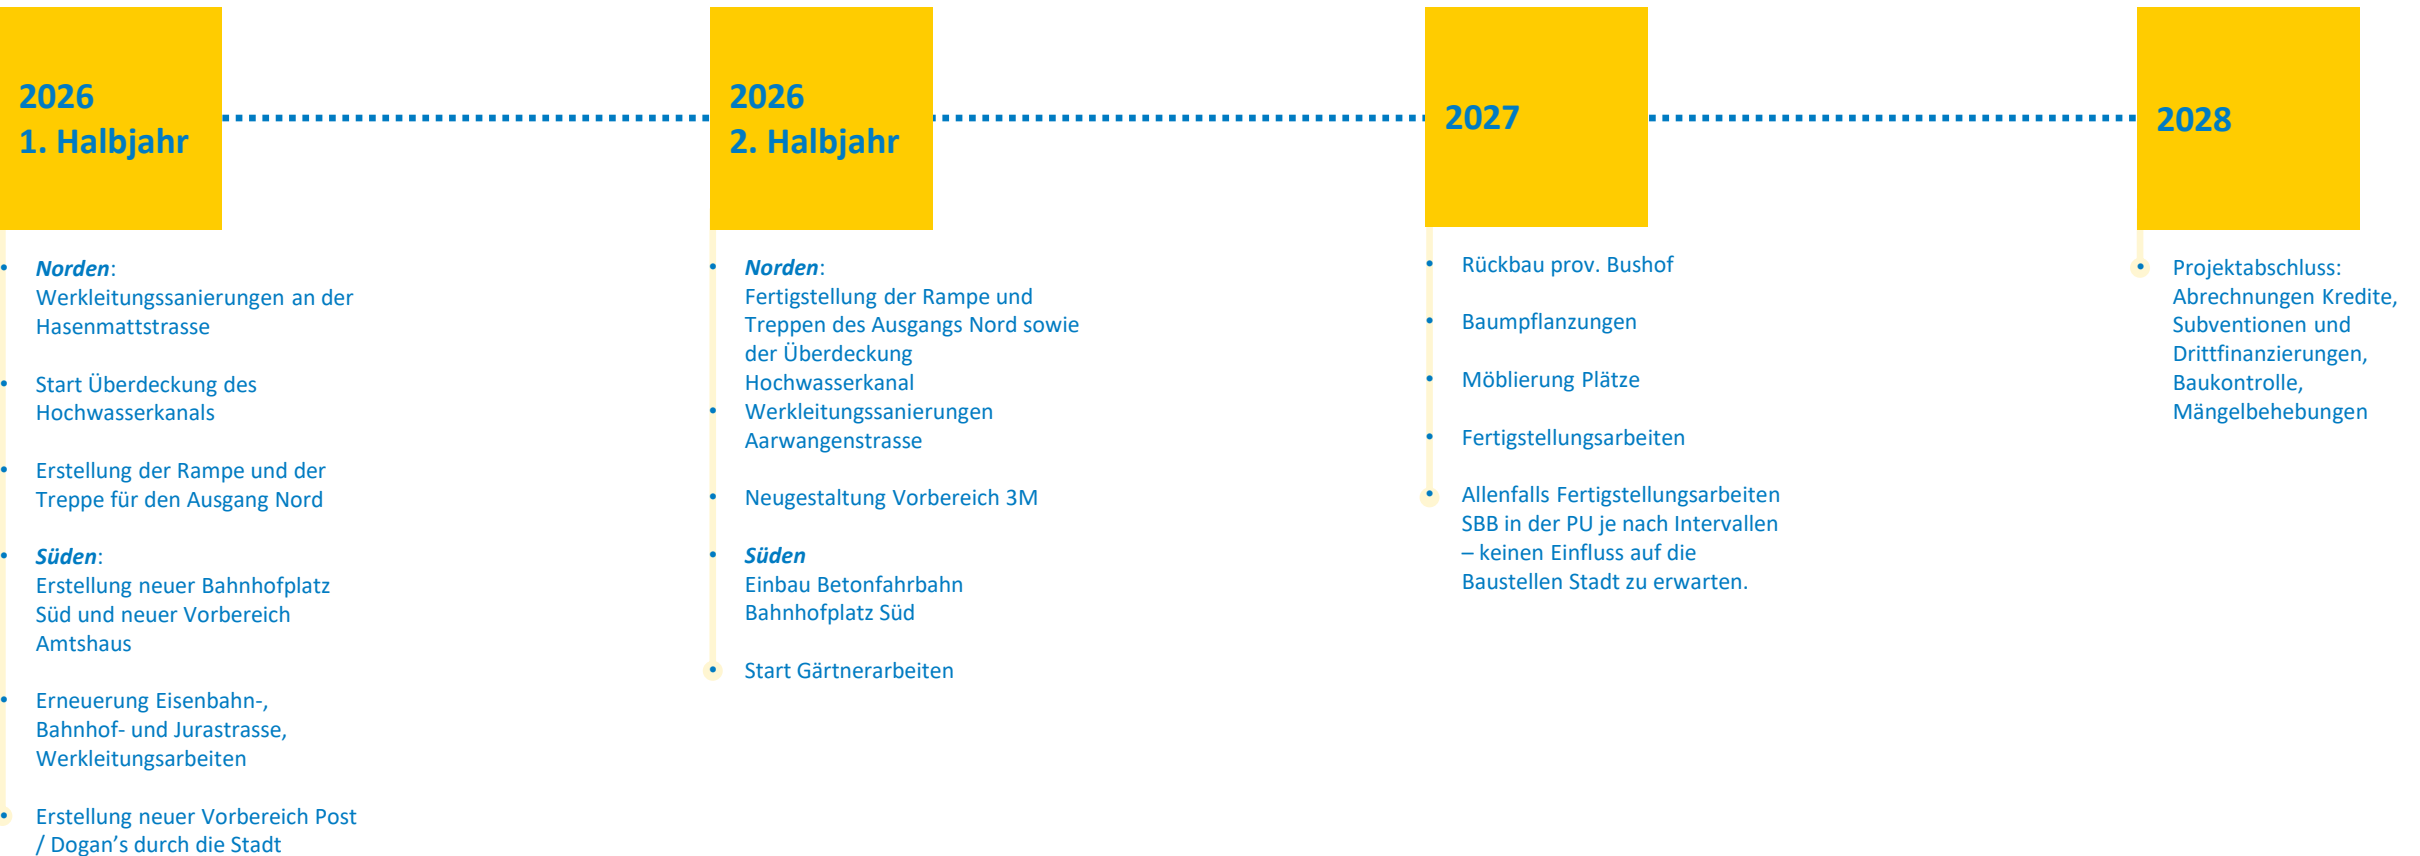 2026
1. Halbjahr
• Norden:
Werkleitungssanierungen an der
Hasenmattstrasse
• Start Überdeckung des
Hochwasserkanals
• Erstellung der Rampe und der
Treppe für den Ausgang Nord
• Süden:
Erstellung neuer Bahnhofplatz
Süd und neuer Vorbereich
Amtshaus
• Erneuerung Eisenbahn-,
Bahnhof- und Jurastrasse,
Werkleitungsarbeiten
• Erstellung neuer Vorbereich Post
/ Dogan’s durch die Stadt
2026
2. Halbjahr
• Norden:
Fertigstellung der Rampe und
Treppen des Ausgangs Nord sowie
der Überdeckung
Hochwasserkanal
• Werkleitungssanierungen
Aarwangenstrasse
• Neugestaltung Vorbereich 3M
• Süden
Einbau Betonfahrbahn
Bahnhofplatz Süd
• Start Gärtnerarbeiten
2027
• Rückbau prov. Bushof
• Baumpflanzungen
• Möblierung Plätze
• Fertigstellungsarbeiten
• Allenfalls Fertigstellungsarbeiten
SBB in der PU je nach Intervallen
– keinen Einfluss auf die
Baustellen Stadt zu erwarten.
2028
• Projektabschluss:
Abrechnungen Kredite,
Subventionen und
Drittfinanzierungen,
Baukontrolle,
Mängelbehebungen